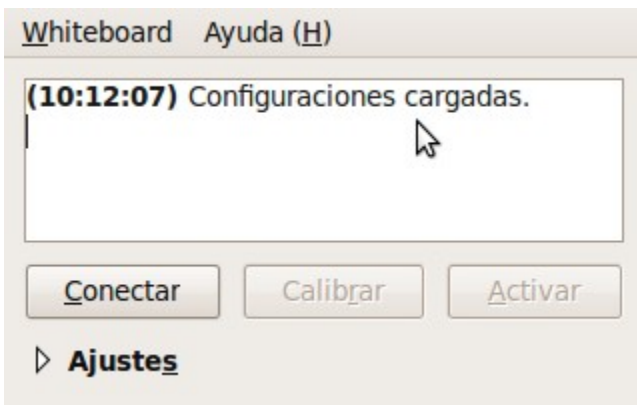 Whiteboard Ayuda (H)
(10:12:07) Configuraciones cargadas.
Conectar Calibrar Activar
Ajustes